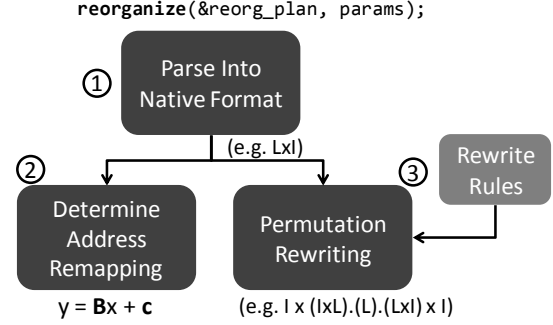 reorganize(&reorg_plan, params);
1
Parse Into
Native Format
(e.g. LxI)
2
3
Rewrite
Rules
Determine
Address
Remapping
Permutation
Rewriting
y = Bx + c
(e.g. I x (IxL).(L).(LxI) x I)